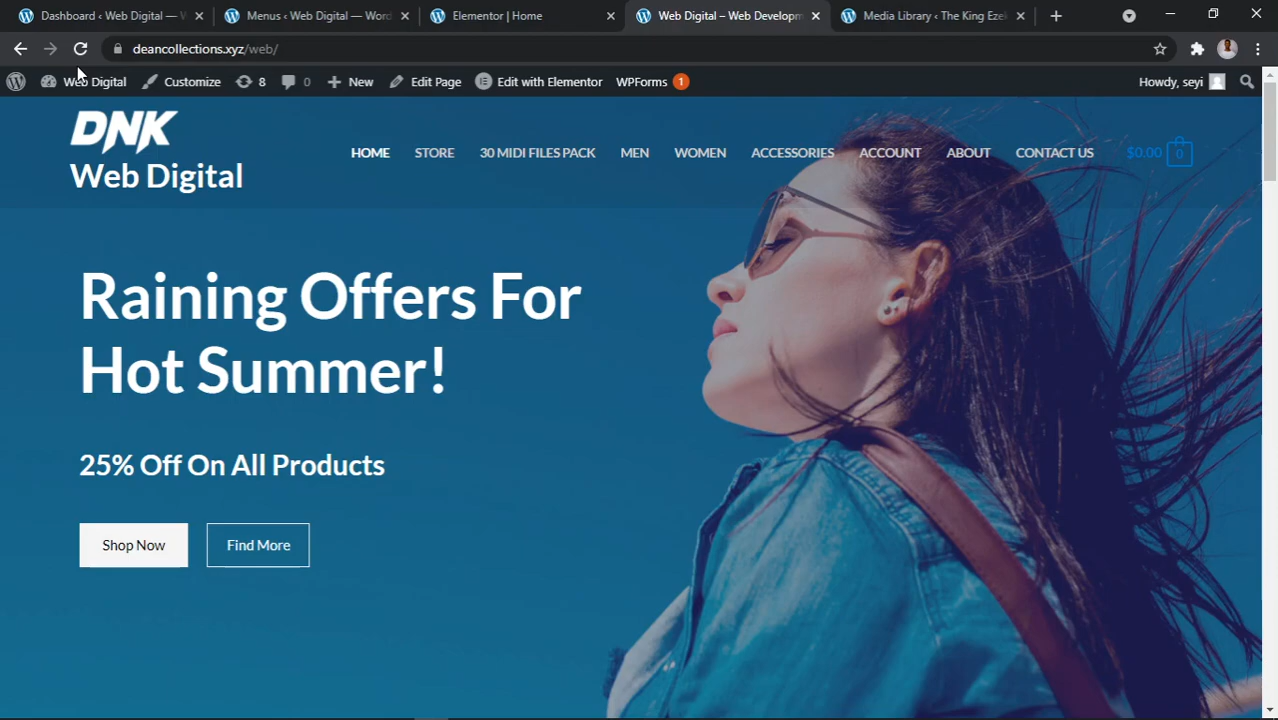 Dashboard ‹ Web Digital — W
Menus ‹ Web Digital — Word
Elementor | Home
Web Digital – Web Developm
Media Library ‹ The King Ezek
deancollections.xyz/web/
Web Digital
Customize
8
0
New
Edit Page
Edit with Elementor
WPForms
1
Howdy, seyi
DNK
Web Digital
HOME
STORE
30 MIDI FILES PACK
MEN
WOMEN
ACCESSORIES
ACCOUNT
ABOUT
CONTACT US
$0.00
0
Raining Offers For
Hot Summer!
25% Off On All Products
Shop Now
Find More